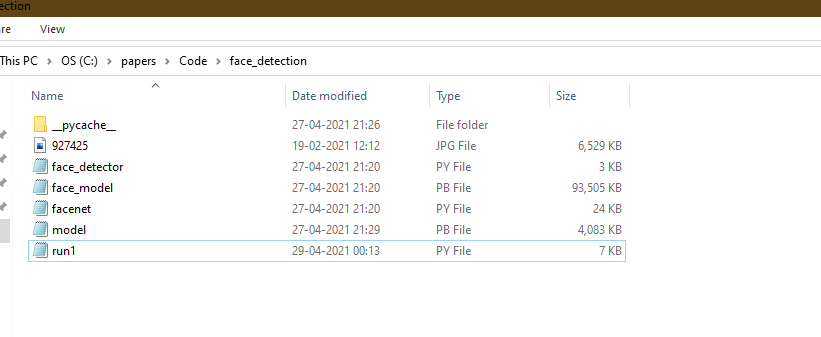 ection
re View
This PC > OS (C:) > papers > Code > face_detection
Name Date modified Type Size
__pycache__ 27-04-2021 21:26 File folder
927425 19-02-2021 12:12 JPG File 6,529 KB
face_detector 27-04-2021 21:20 PY File 3 KB
face_model 27-04-2021 21:20 PB File 93,505 KB
facenet 27-04-2021 21:20 PY File 24 KB
model 27-04-2021 21:29 PB File 4,083 KB
run1 29-04-2021 00:13 PY File 7 KB